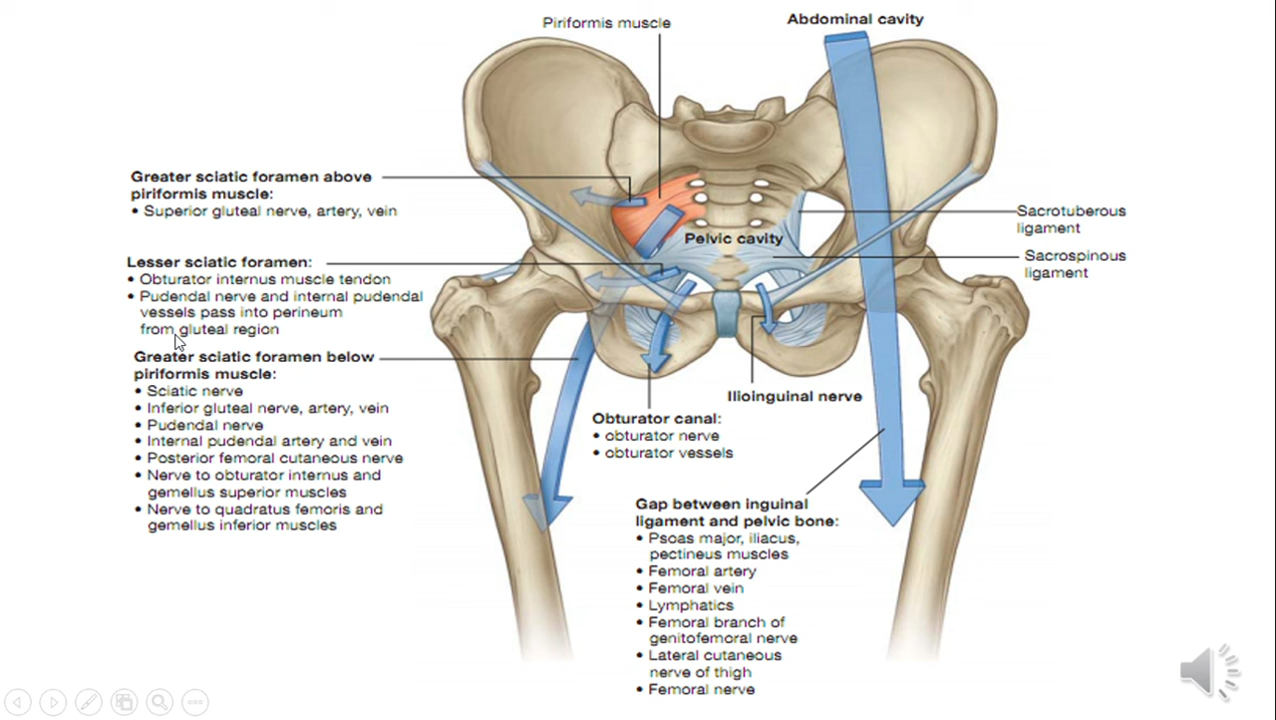 Piriformis muscle
Abdominal cavity
Greater sciatic foramen above
piriformis muscle:
• Superior gluteal nerve, artery, vein
Lesser sciatic foramen:
• Obturator internus muscle tendon
• Pudendal nerve and internal pudendal
vessels pass into perineum
from gluteal region
Greater sciatic foramen below
piriformis muscle:
• Sciatic nerve
• Inferior gluteal nerve, artery, vein
• Pudendal nerve
• Internal pudendal artery and vein
• Posterior femoral cutaneous nerve
• Nerve to obturator internus and
gemellus superior muscles
• Nerve to quadratus femoris and
gemellus inferior muscles
Pelvic cavity
Sacrotuberous
ligament
Sacrospinous
ligament
Ilioinguinal nerve
Obturator canal:
• obturator nerve
• obturator vessels
Gap between inguinal
ligament and pelvic bone:
• Psoas major, iliacus,
pectineus muscles
• Femoral artery
• Femoral vein
• Lymphatics
• Femoral branch of
genitofemoral nerve
• Lateral cutaneous
nerve of thigh
• Femoral nerve